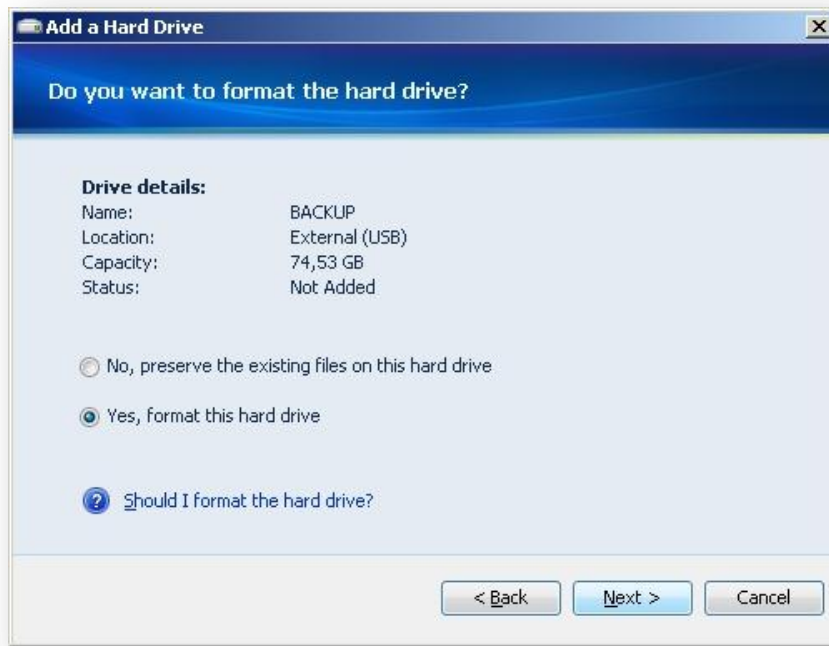 Add a Hard Drive
Do you want to format the hard drive?
Drive details:
Name: BACKUP
Location: External (USB)
Capacity: 74,53 GB
Status: Not Added
No, preserve the existing files on this hard drive
Yes, format this hard drive
? Should I format the hard drive?
< Back Next > Cancel